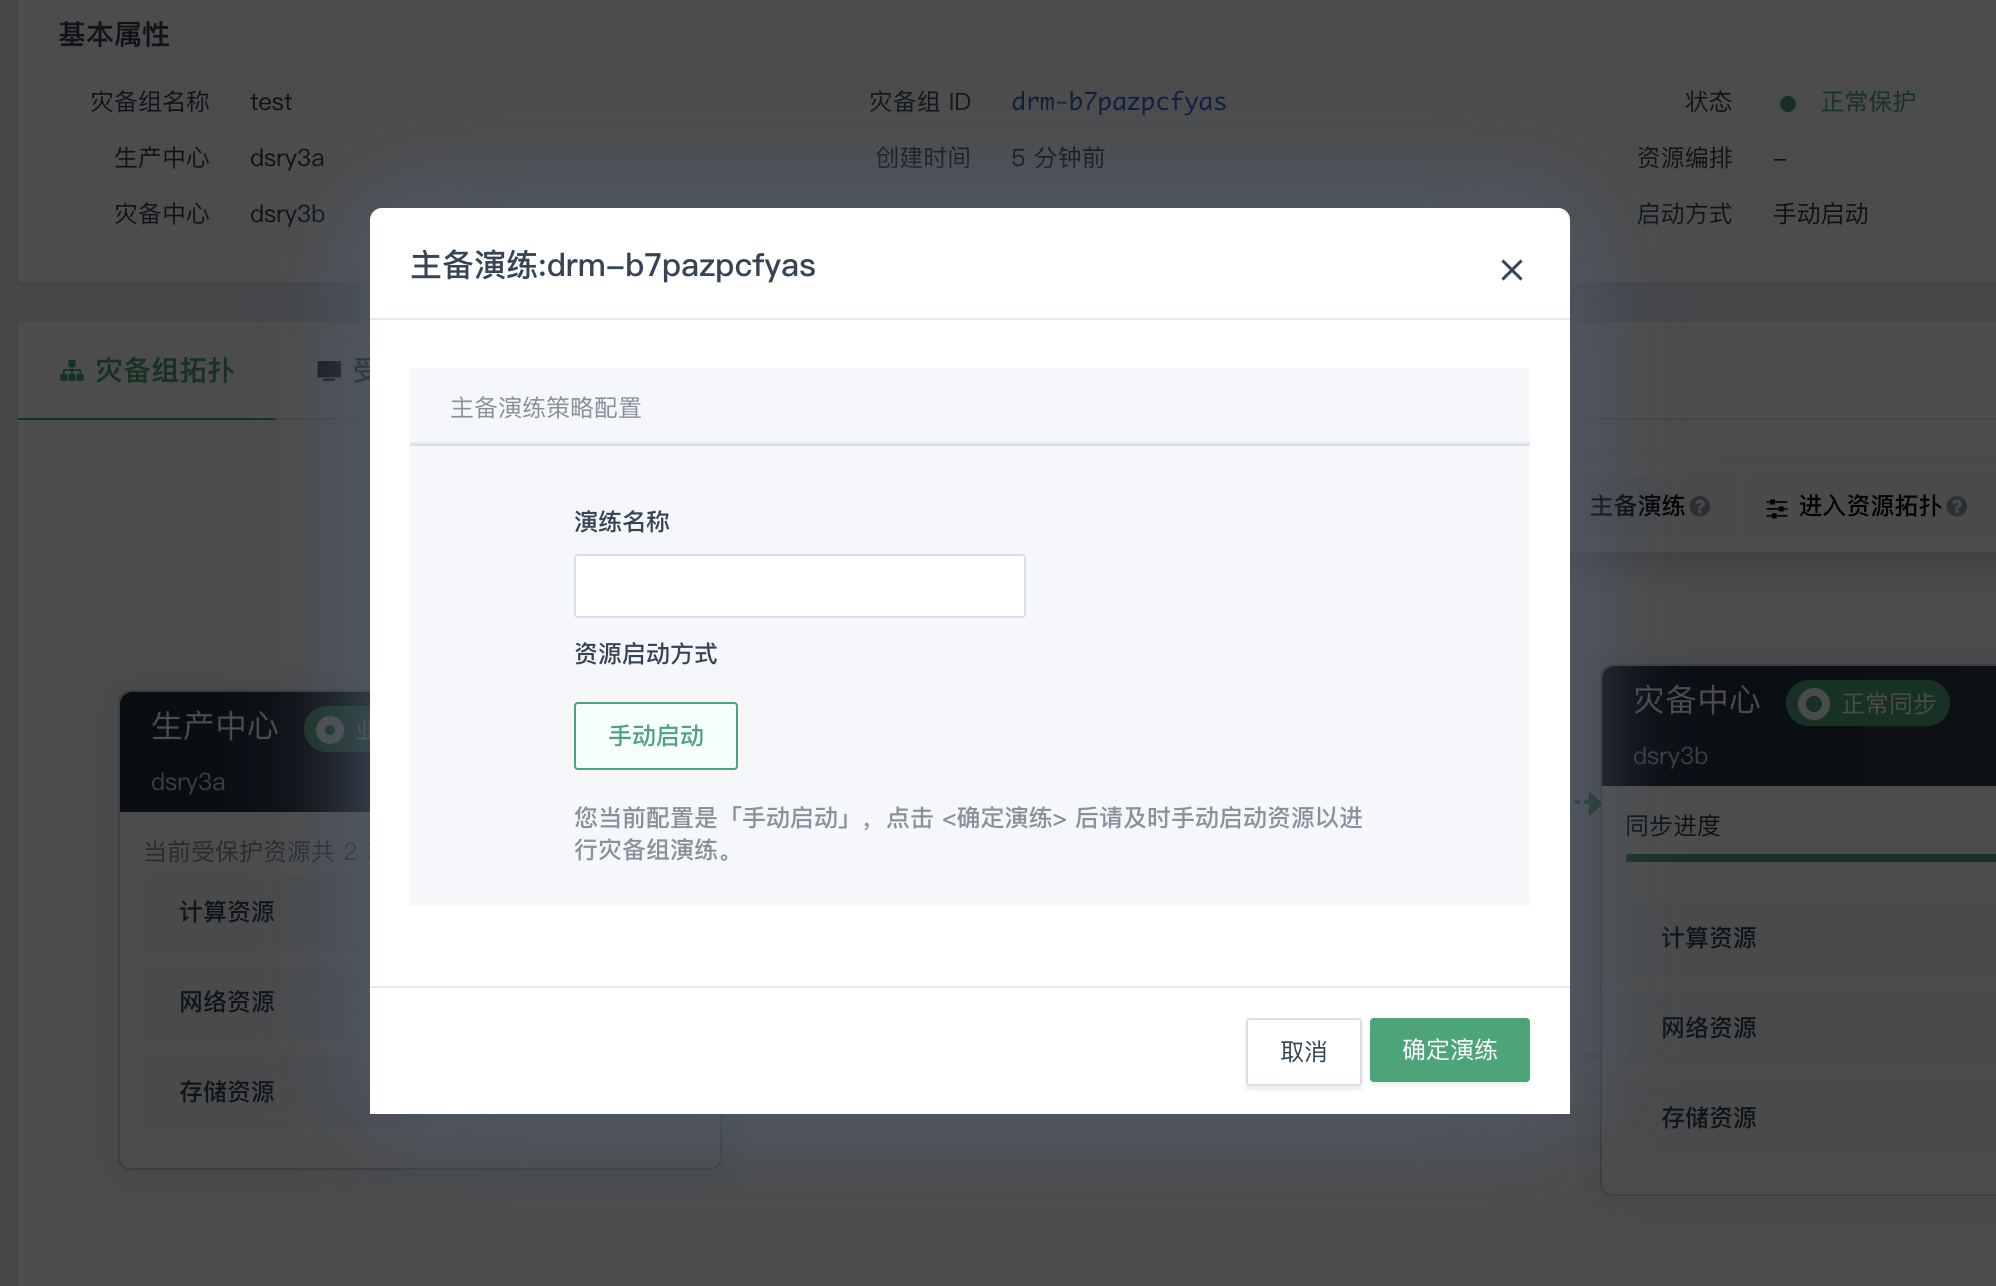 基本属性
灾备组名称 test
灾备组 ID drm-b7pazpcfyas
状态 正常保护
生产中心 dsry3a
创建时间 5 分钟前
资源编排 –
灾备中心 dsry3b
启动方式 手动启动
主备演练:drm-b7pazpcfyas
灾备组拓扑
主备演练策略配置
主备演练
进入资源拓扑
演练名称
资源启动方式
手动启动
您当前配置是「手动启动」，点击 <确定演练> 后请及时手动启动资源以进
行灾备组演练。
取消
确定演练
生产中心
dsry3a
当前受保护资源共 2
计算资源
网络资源
存储资源
灾备中心
正常同步
dsry3b
同步进度
计算资源
网络资源
存储资源